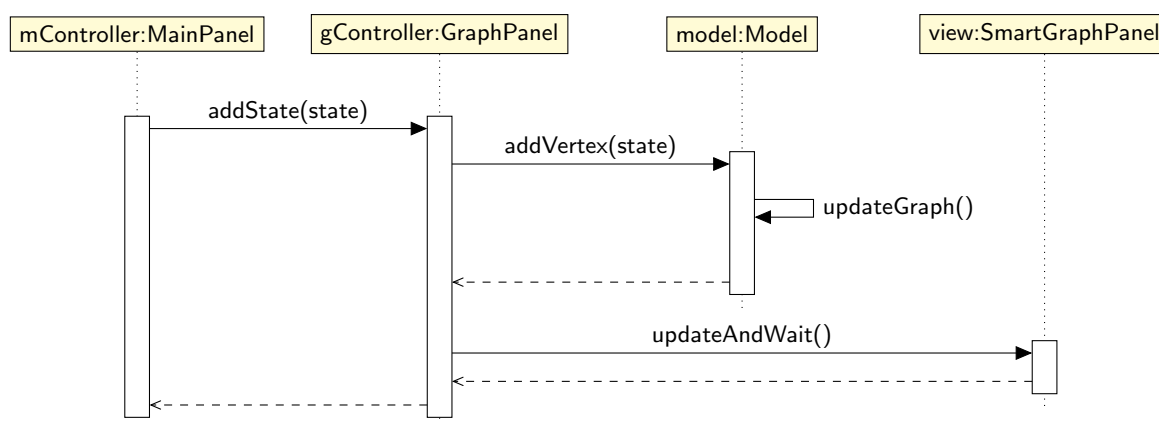 mController:MainPanel
gController:GraphPanel
model:Model
view:SmartGraphPanel
addState(state)
addVertex(state)
updateGraph()
updateAndWait()